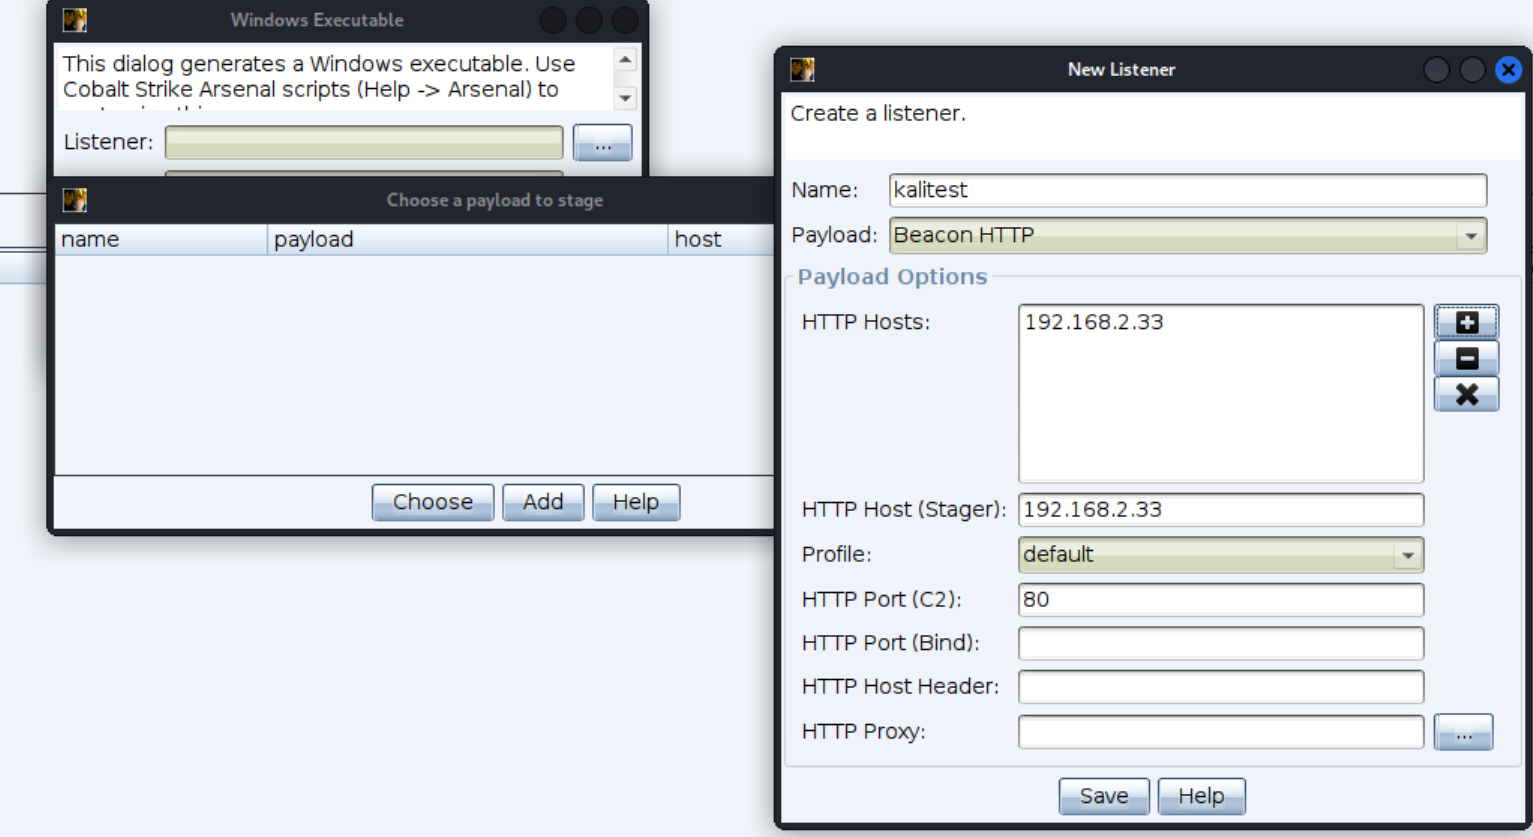 Windows Executable
This dialog generates a Windows executable. Use
Cobalt Strike Arsenal scripts (Help -> Arsenal) to
Listener:
...
Choose a payload to stage
name payload host
Choose Add Help
New Listener
Create a listener.
Name: kalitest
Payload: Beacon HTTP
Payload Options
HTTP Hosts: 192.168.2.33
HTTP Host (Stager): 192.168.2.33
Profile: default
HTTP Port (C2): 80
HTTP Port (Bind):
HTTP Host Header:
HTTP Proxy: ...
Save Help